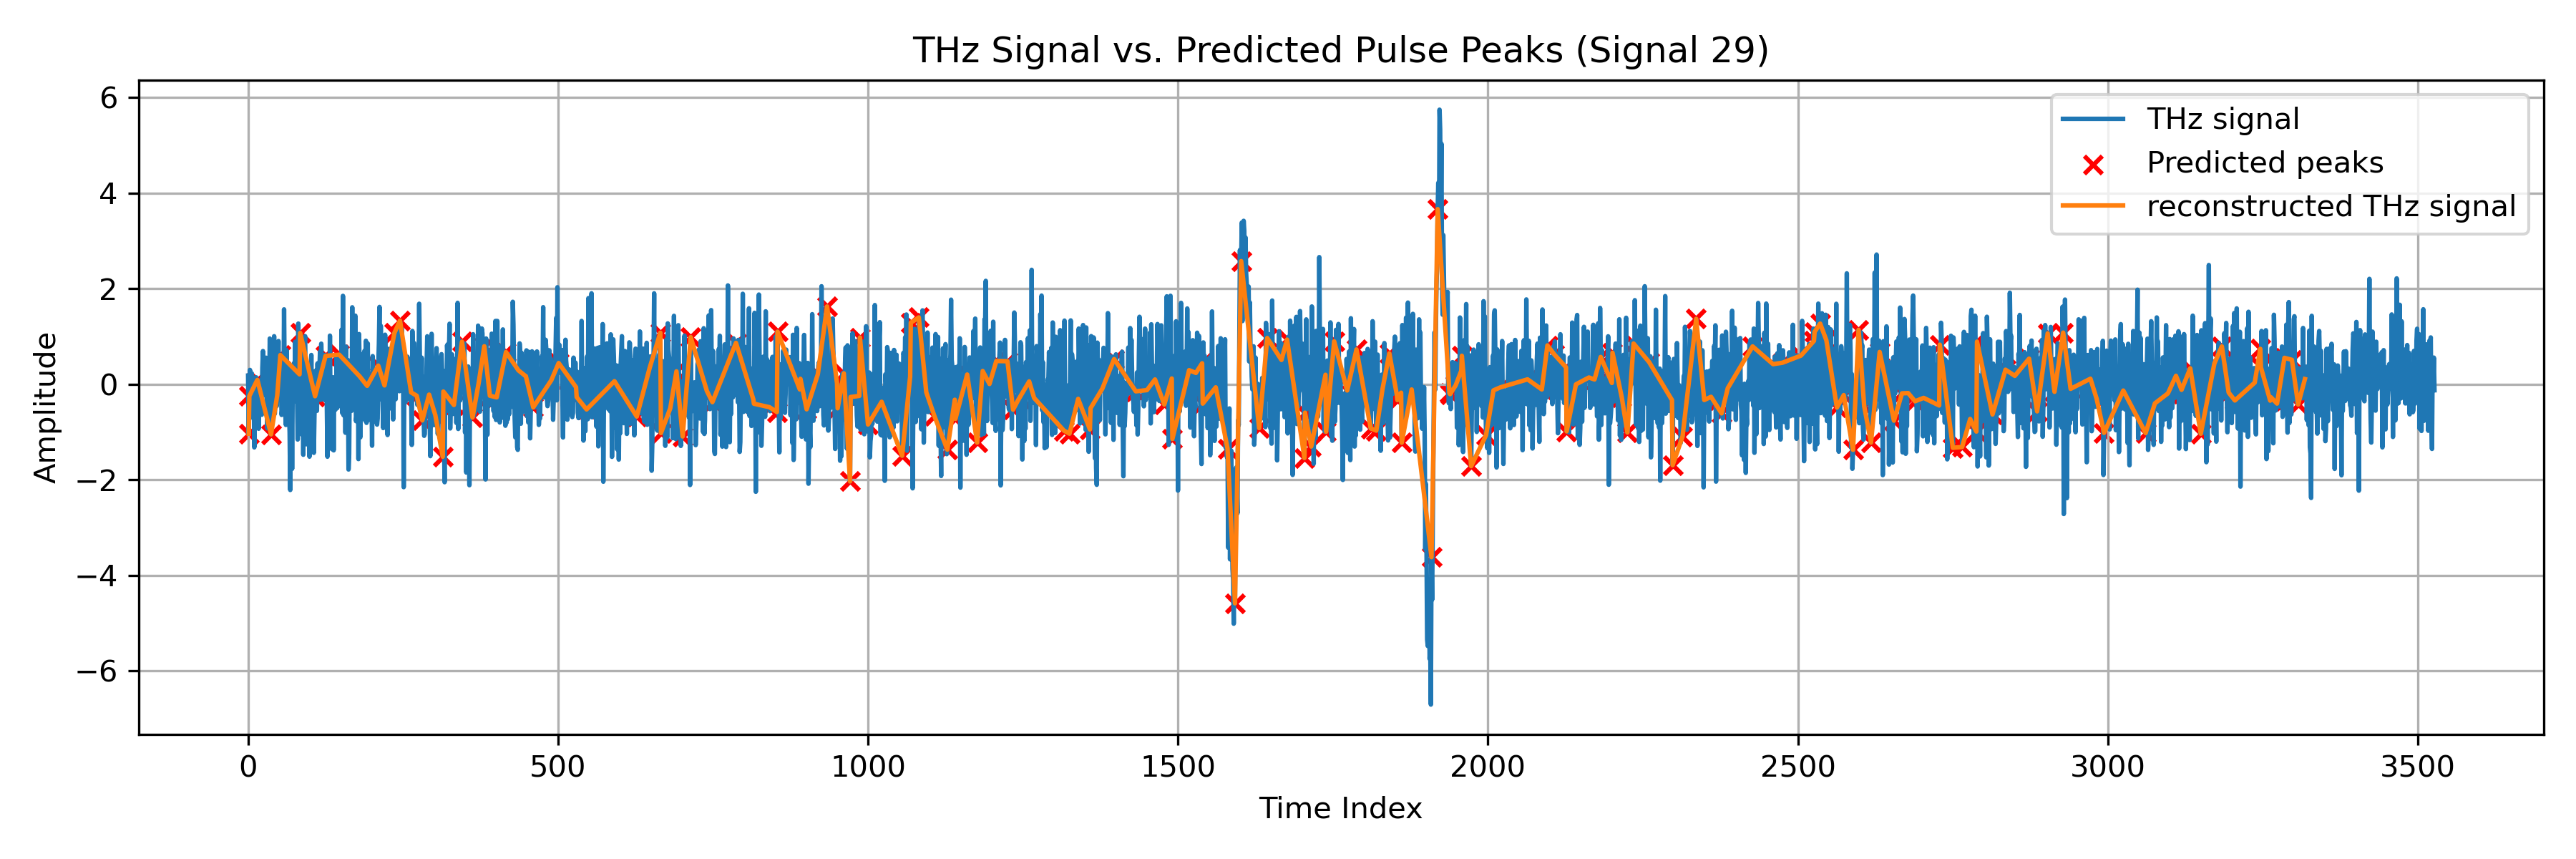 THz Signal vs. Predicted Pulse Peaks (Signal 29)
THz signal
Predicted peaks
reconstructed THz signal
Amplitude
6
4
2
0
−2
−4
−6
0 500 1000 1500 2000 2500 3000 3500
Time Index